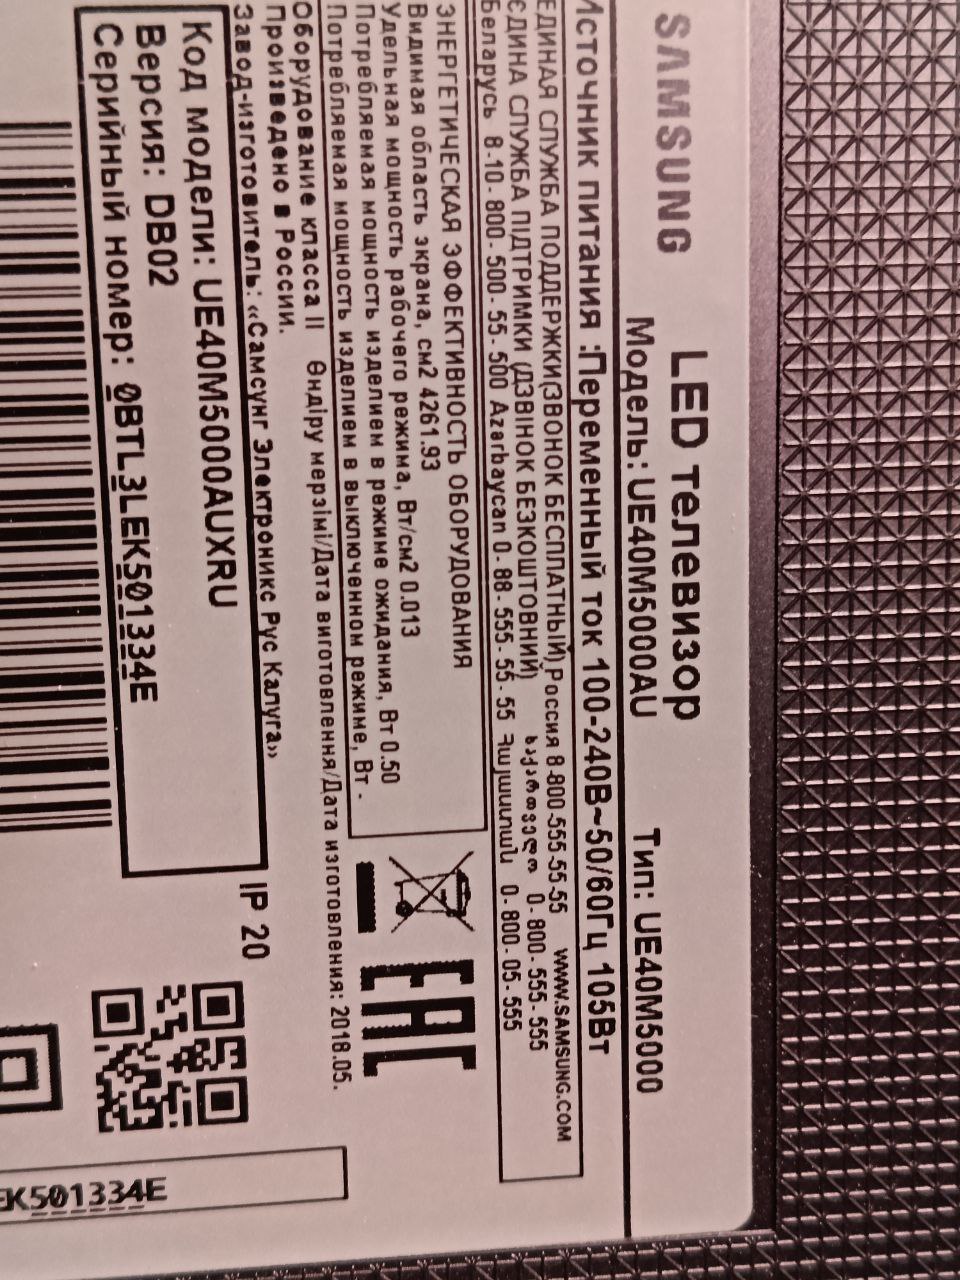 SAMSUNG
LED телевизор
Модель: UE40M5000AU Тип: UE40M5000
Источник питания :Переменный ток 100-240В~50/60Гц 105Вт
ЕДИНАЯ СЛУЖБА ПОДДЕРЖКИ(ЗВОНОК БЕСПЛАТНЫЙ) Россия 8-800-555-55-55 WWW.SAMSUNG.COM
ЄДИНА СЛУЖБА ПІДТРИМКИ (ДЗВІНОК БЕЗКОШТОВНИЙ) საქართველო 0-800-555-555
Беларусь 8-10-800-500-55-500 Azərbaycan 0-88-555-55-55 Հայաստան 0-800-05-555
ЭНЕРГЕТИЧЕСКАЯ ЭФФЕКТИВНОСТЬ ОБОРУДОВАНИЯ
Видимая область экрана, см2 4261.93
Удельная мощность рабочего режима, Вт/см2 0.013
Потребляемая мощность изделием в режиме ожидания, Вт 0.50
Потребляемая мощность изделием в выключенном режиме, Вт -
EAC
Оборудование класса II Өндіру мерзімі/Дата виготовлення/Дата изготовления: 2018.05.
Произведено в России.
Завод-изготовитель: «Самсунг Электроникс Рус Калуга»
Код модели: UE40M5000AUXRU
Версия: DB02
Серийный номер: 0BTL3LEK501334E
IP 20
EK501334E